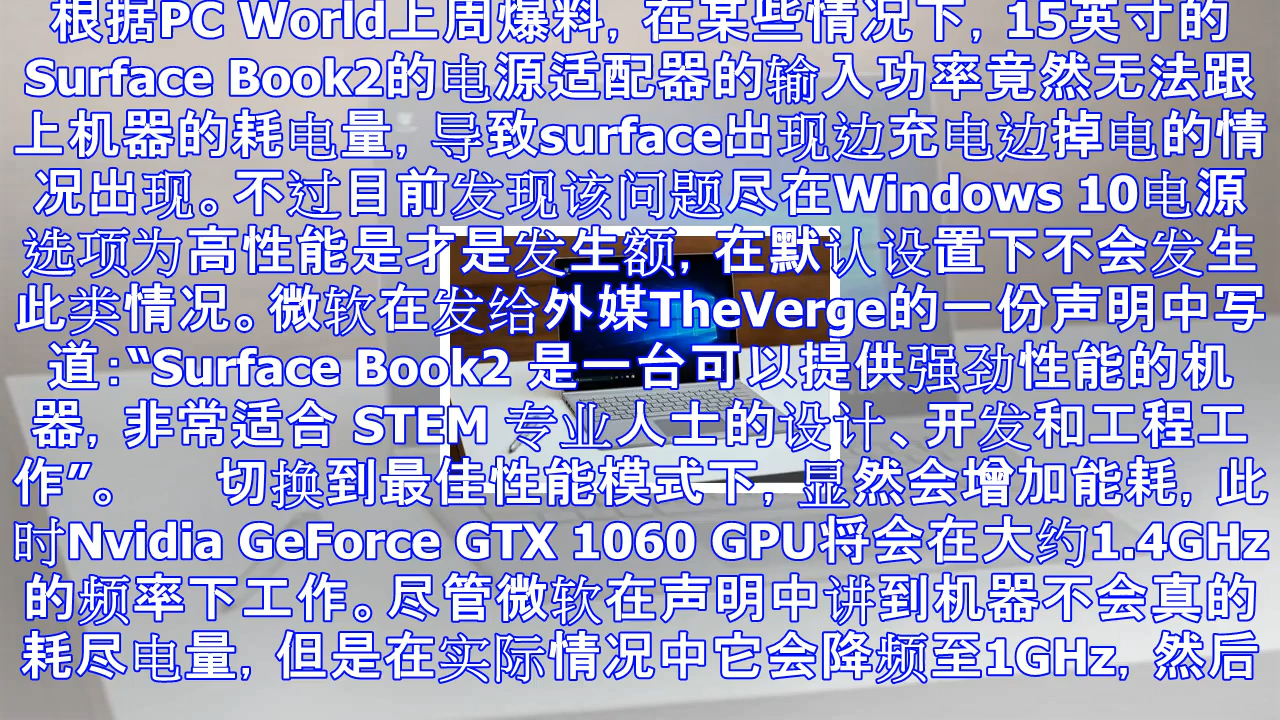 根据PC World上周爆料, 在某些情况下, 15英寸的
Surface Book2的电源适配器的输入功率竟然无法跟
上机器的耗电量, 导致surface出现边充电边掉电的情
况出现。不过目前发现该问题尽在Windows 10电源
选项为高性能是才是发生额, 在默认设置下不会发生
此类情况。微软在发给外媒TheVerge的一份声明中写
道:“Surface Book2 是一台可以提供强劲性能的机
器, 非常适合 STEM 专业人士的设计、开发和工程工
作”。 切换到最佳性能模式下, 显然会增加能耗, 此
时Nvidia GeForce GTX 1060 GPU将会在大约1.4GHz
的频率下工作。尽管微软在声明中讲到机器不会真的
耗尽电量, 但是在实际情况中它会降频至1GHz, 然后